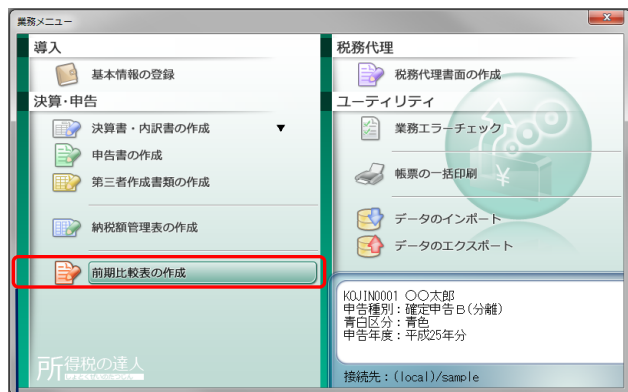 業務メニュー
導入
基本情報の登録
決算・申告
決算書・内訳書の作成 ▼
申告書の作成
第三者作成書類の作成
納税額管理表の作成
前期比較表の作成
所得税の達人
税務代理
税務代理書面の作成
ユーティリティ
業務エラーチェック
帳票の一括印刷
データのインポート
データのエクスポート
KOJIN0001 〇〇太郎
申告種別：確定申告B(分離)
青白区分：青色
申告年度：平成25年分
接続先：(local)/sample